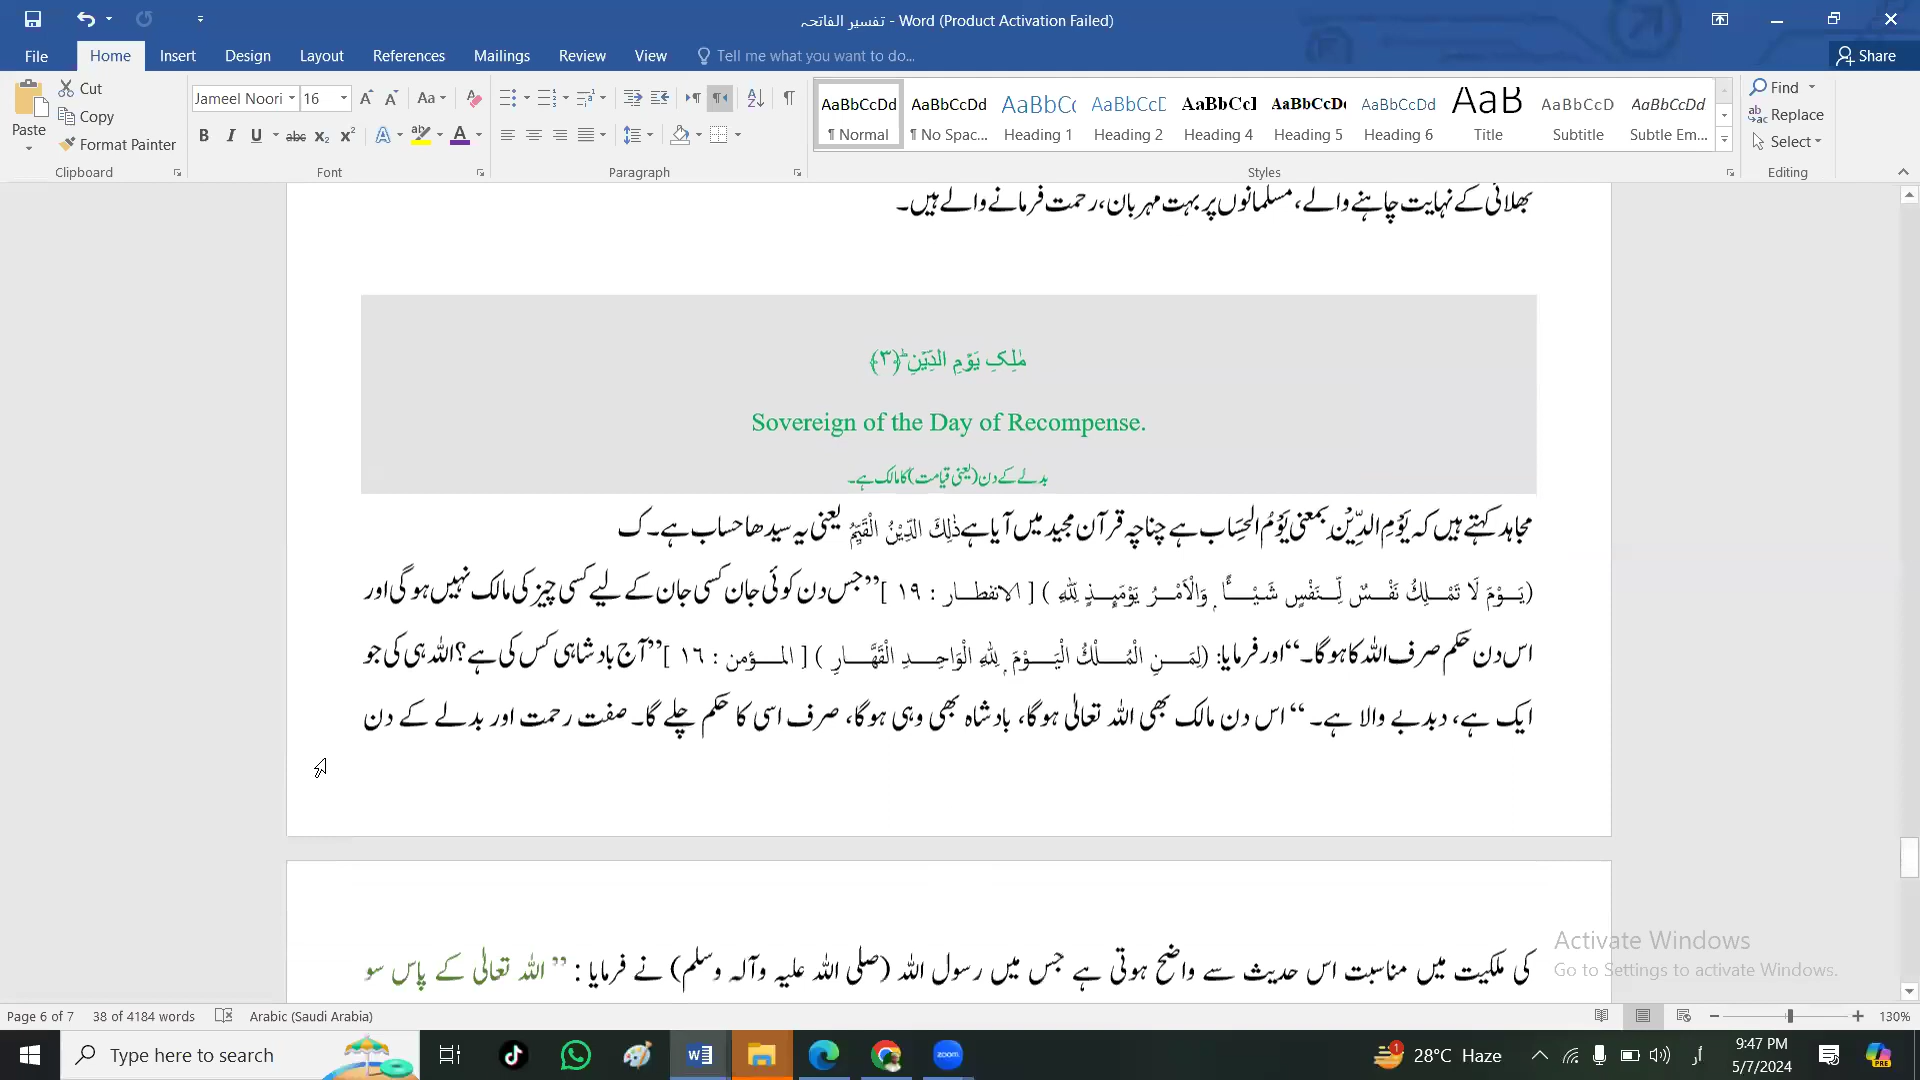 تفسیر الفاتحہ - Word (Product Activation Failed)
File Home Insert Design Layout References Mailings Review View Tell me what you want to do... Share
Paste Cut Copy Format Painter
Jameel Noori 16
AaBbCcDd AaBbCcDd AaBbCc AaBbCcD AaBbCcI AaBbCcDc AaBbCcDd AaB AaBbCcD AaBbCcDd
¶ Normal ¶ No Spac... Heading 1 Heading 2 Heading 4 Heading 5 Heading 6 Title Subtitle Subtle Em...
Find Replace Select
Clipboard Font Paragraph Styles Editing
بھلائی کے نہایت چاہنے والے، مسلمانوں پر بہت مہربان، رحمت فرمانے والے ہیں۔
مٰلِکِ یَوۡمِ الدِّیۡنِ ؕ﴿۳﴾
Sovereign of the Day of Recompense.
بدلے کے دن (یعنی قیامت) کا مالک ہے۔
مجاہد کہتے ہیں کہ یَوْمِ الدِّیْنِ بمعنی یَوْمُ الْحِسَاب ہے چناچہ قرآن مجید میں آیا ہے ذٰلِكَ الدِّيْنُ الْقَيِّمُ یعنی یہ سیدھا حساب ہے۔ ک
(يَوْمَ لَا تَمْلِكُ نَفْسٌ لِّنَفْسٍ شَيْـــًٔا ۭ وَالْاَمْرُ يَوْمَىِٕذٍ لِّلّٰهِ ) [ الانفطار : ١٩ ] ”جس دن کوئی جان کسی جان کے لیے کسی چیز کی مالک نہیں ہوگی اور
اس دن حکم صرف اللہ کا ہوگا۔“ اور فرمایا: (لِمَنِ الْمُلْكُ الْيَوْمَ ۭ لِلّٰهِ الْوَاحِدِ الْقَهَّارِ ) [ المؤمن : ١٦ ] ”آج بادشاہی کس کی ہے؟ اللہ ہی کی جو
ایک ہے، دبدبے والا ہے۔ “ اس دن مالک بھی اللہ تعالیٰ ہوگا، بادشاہ بھی وہی ہوگا، صرف اسی کا حکم چلے گا۔ صفت رحمت اور بدلے کے دن
کی ملکیت میں مناسبت اس حدیث سے واضح ہوتی ہے جس میں رسول اللہ (صلی اللہ علیہ وآلہ وسلم) نے فرمایا : ” اللہ تعالیٰ کے پاس سو
Activate Windows
Go to Settings to activate Windows.
Page 6 of 7 38 of 4184 words Arabic (Saudi Arabia) 130%
Type here to search zoom 28°C Haze 9:47 PM
5/7/2024